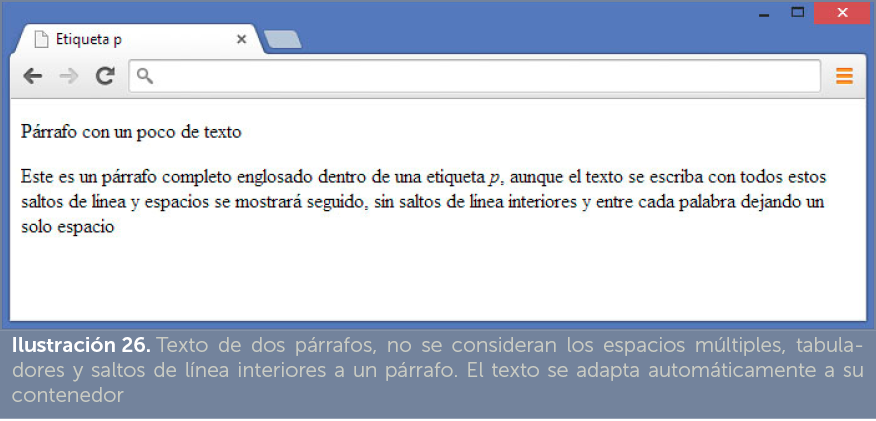 Etiqueta p
Párrafo con un poco de texto
Este es un párrafo completo englosado dentro de una etiqueta p, aunque el texto se escriba con todos estos
saltos de línea y espacios se mostrará seguido, sin saltos de línea interiores y entre cada palabra dejando un
solo espacio
Ilustración 26. Texto de dos párrafos, no se consideran los espacios múltiples, tabula-
dores y saltos de línea interiores a un párrafo. El texto se adapta automáticamente a su
contenedor